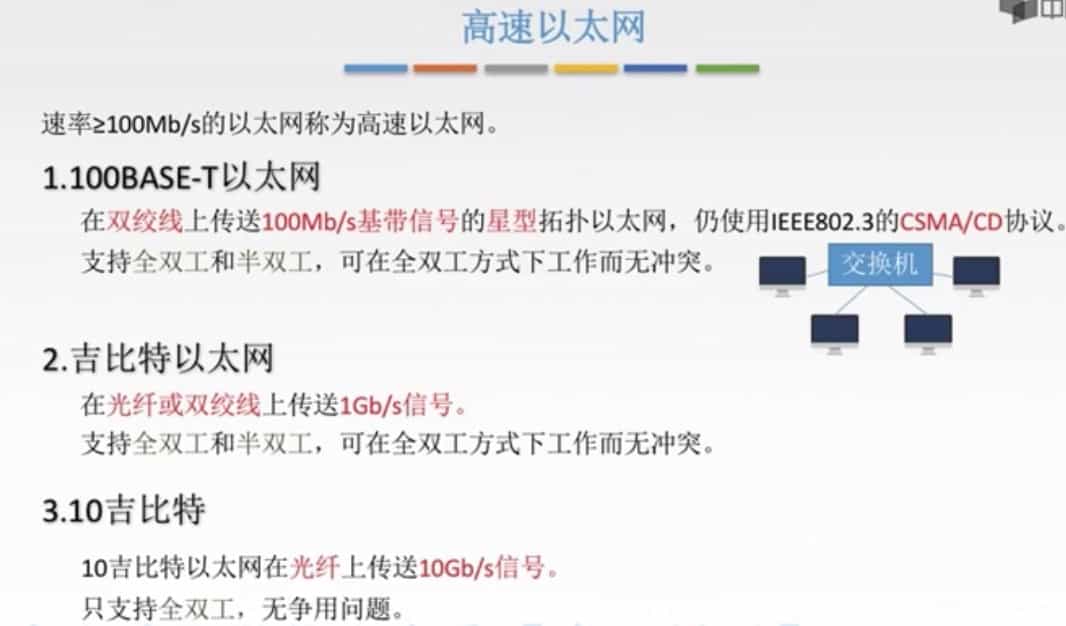 高速以太网
速率≥100Mb/s的以太网称为高速以太网。
1.100BASE-T以太网
在双绞线上传送100Mb/s基带信号的星型拓扑以太网，仍使用IEEE802.3的CSMA/CD协议。
支持全双工和半双工，可在全双工方式下工作而无冲突。
交换机
2.吉比特以太网
在光纤或双绞线上传送1Gb/s信号。
支持全双工和半双工，可在全双工方式下工作而无冲突。
3.10吉比特
10吉比特以太网在光纤上传送10Gb/s信号。
只支持全双工，无争用问题。